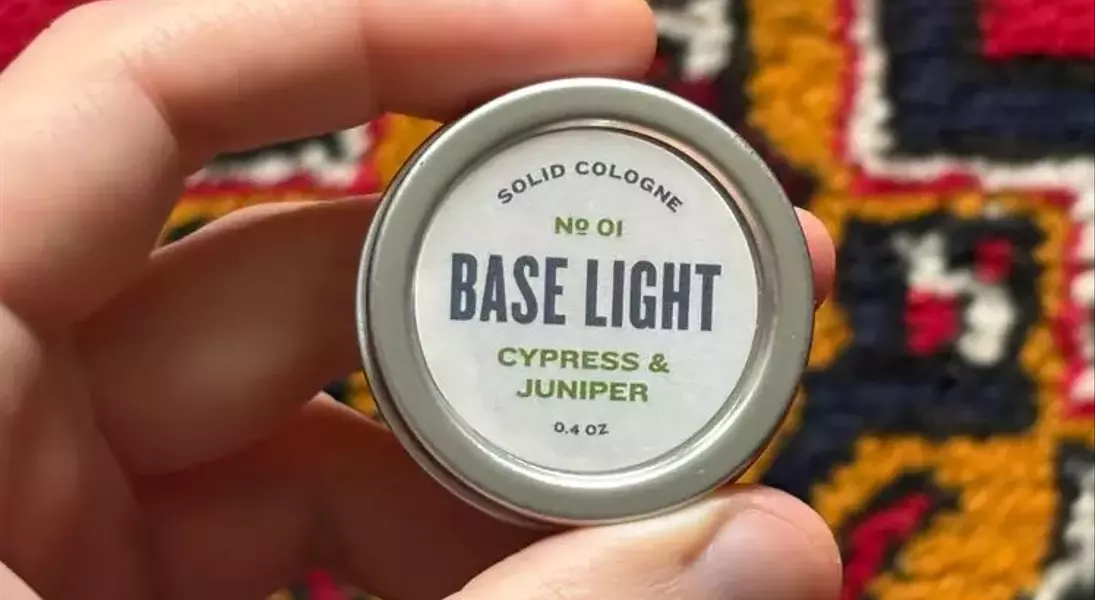 SOLID COLOGNE
Nº 01
BASE LIGHT
CYPRESS &
JUNIPER
0.4 OZ